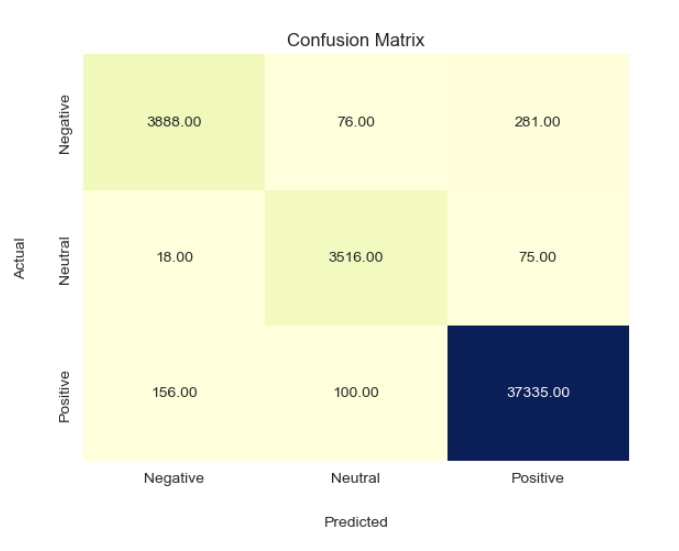 Confusion Matrix
Actual
Negative
3888.00 76.00 281.00
Neutral
18.00 3516.00 75.00
Positive
156.00 100.00 37335.00
Negative Neutral Positive
Predicted